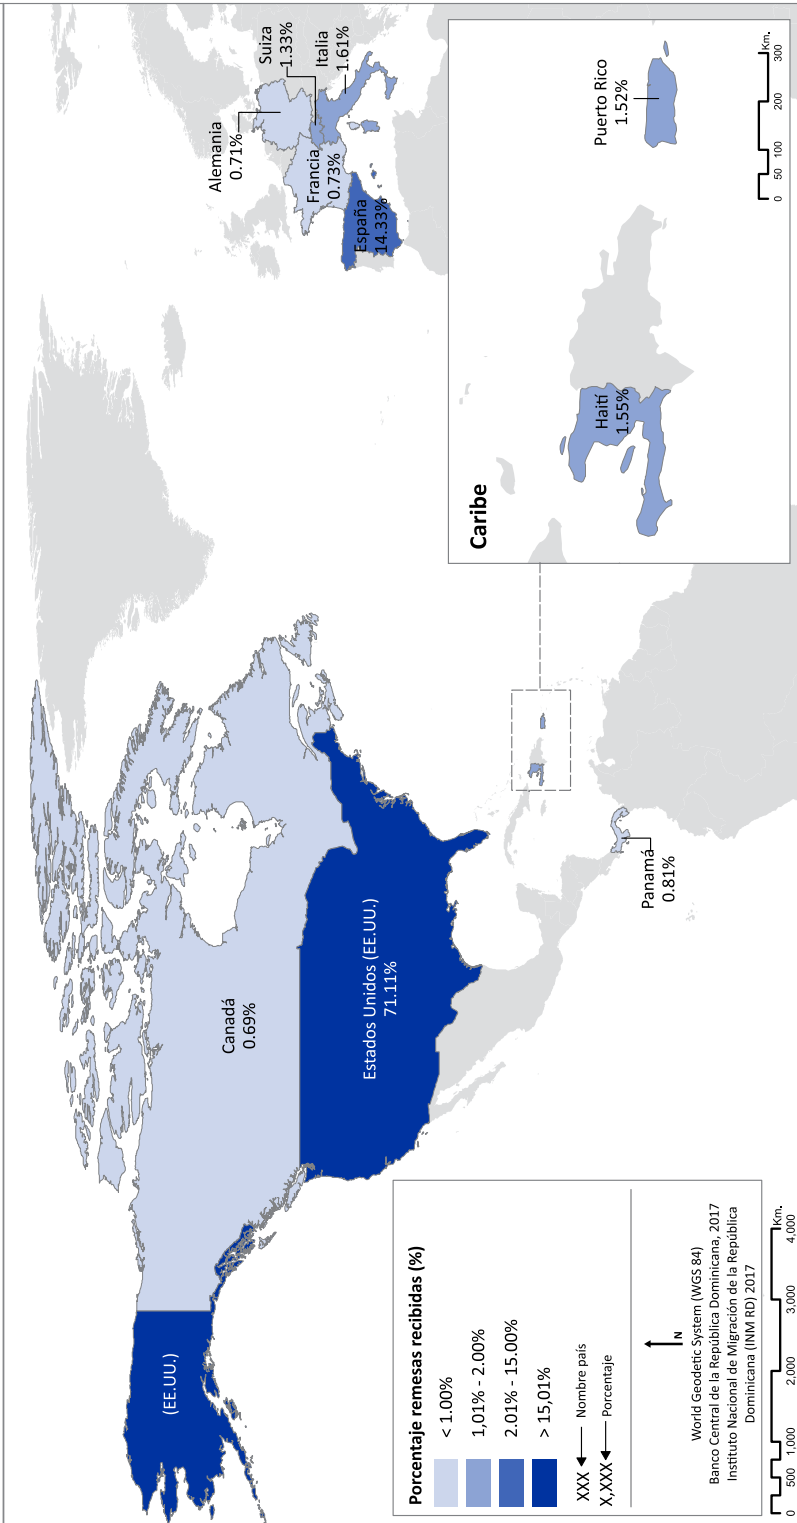 Canadá
0.69%
(EE.UU.)
Estados Unidos (EE.UU.)
71.11%
Panamá
0.81%
Alemania
0.71%
Suiza
1.33%
Italia
1.61%
Francia
0.73%
España
14.33%
Caribe
Haití
1.55%
Puerto Rico
1.52%
0 50 100 200 300
Km.
Porcentaje remesas recibidas (%)
< 1.00%
1,01% - 2.00%
2.01% - 15.00%
> 15,01%
XXX Nombre país
X,XXX Porcentaje
N
World Geodetic System (WGS 84)
Banco Central de la República Dominicana, 2017
Instituto Nacional de Migración de la República
Dominicana (INM RD) 2017
0 500 1,000 2,000 3,000 4,000
Km.